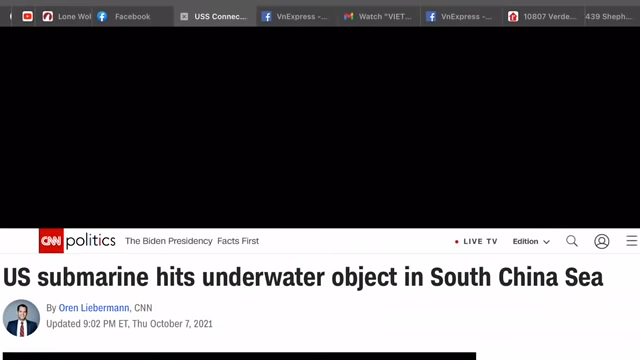 Lone Wol
Facebook
USS Connec...
VnExpress -...
Watch "VIET...
VnExpress -...
10807 Verde...
439 Sheph...
CNN politics The Biden Presidency Facts First
LIVE TV Edition
US submarine hits underwater object in South China Sea
By Oren Liebermann, CNN
Updated 9:02 PM ET, Thu October 7, 2021